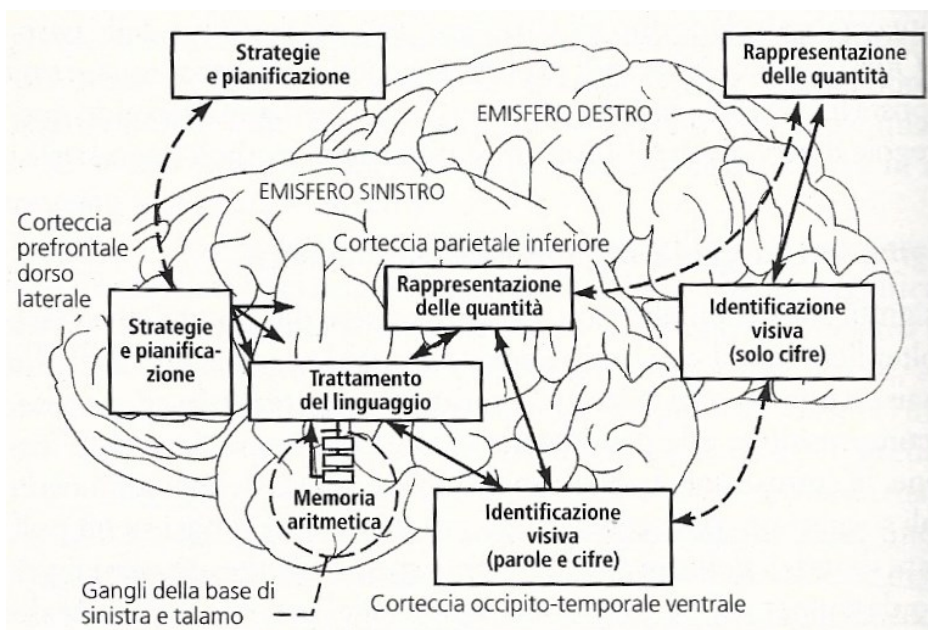 Strategie
e pianificazione
Rappresentazione
delle quantità
EMISFERO DESTRO
EMISFERO SINISTRO
Corteccia
prefrontale
dorso
laterale
Corteccia parietale inferiore
Rappresentazione
delle quantità
Identificazione
visiva
(solo cifre)
Strategie
e pianifica-
zione
Trattamento
del linguaggio
Memoria
aritmetica
Identificazione
visiva
(parole e cifre)
Gangli della base di
sinistra e talamo
Corteccia occipito-temporale ventrale